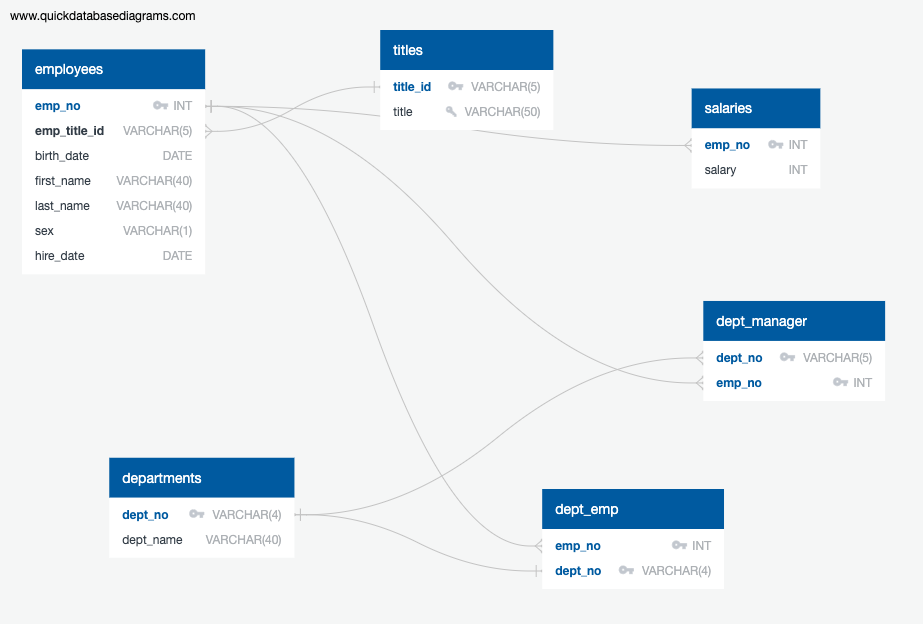 www.quickdatabasediagrams.com
employees
emp_no INT
emp_title_id VARCHAR(5)
birth_date DATE
first_name VARCHAR(40)
last_name VARCHAR(40)
sex VARCHAR(1)
hire_date DATE
titles
title_id VARCHAR(5)
title VARCHAR(50)
salaries
emp_no INT
salary INT
dept_manager
dept_no VARCHAR(5)
emp_no INT
departments
dept_no VARCHAR(4)
dept_name VARCHAR(40)
dept_emp
emp_no INT
dept_no VARCHAR(4)